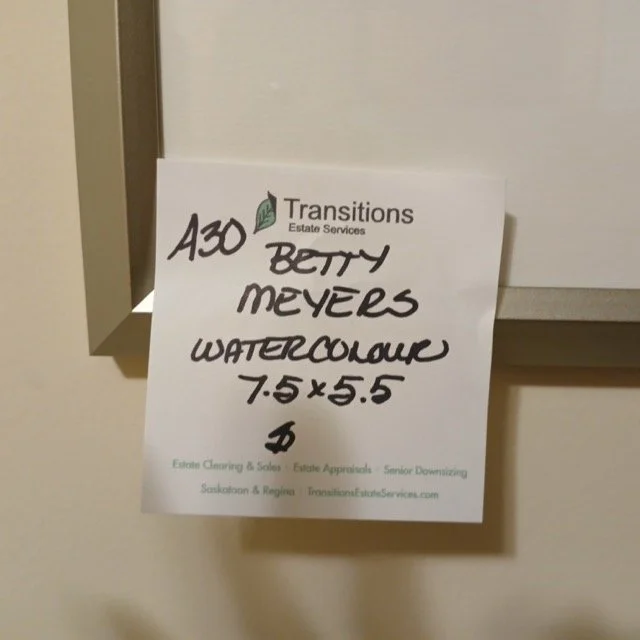 Transitions
Estate Services
A30 BETTY
MEYERS
WATERCOLOUR
7.5 x 5.5
$
Estate Clearing & Sales | Estate Appraisals | Senior Downsizing
Saskatoon & Regina | TransitionsEstateServices.com